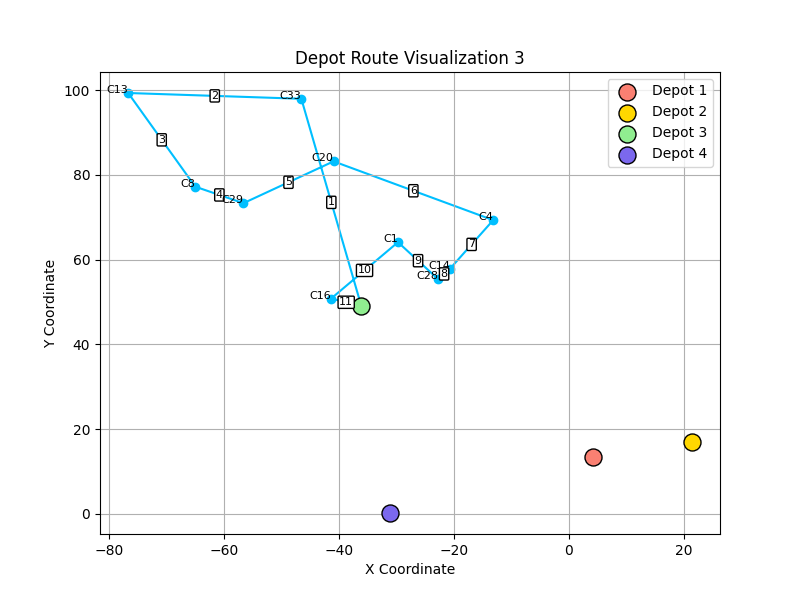 Depot Route Visualization 3
Depot 1
Depot 2
Depot 3
Depot 4
C13
2
C33
3
C20
C8
4
C29
5
6
1
C4
C1
7
9
C14
8
C28
10
C16
11
100
80
60
40
20
0
−80
−60
−40
−20
0
20
X Coordinate
Y Coordinate